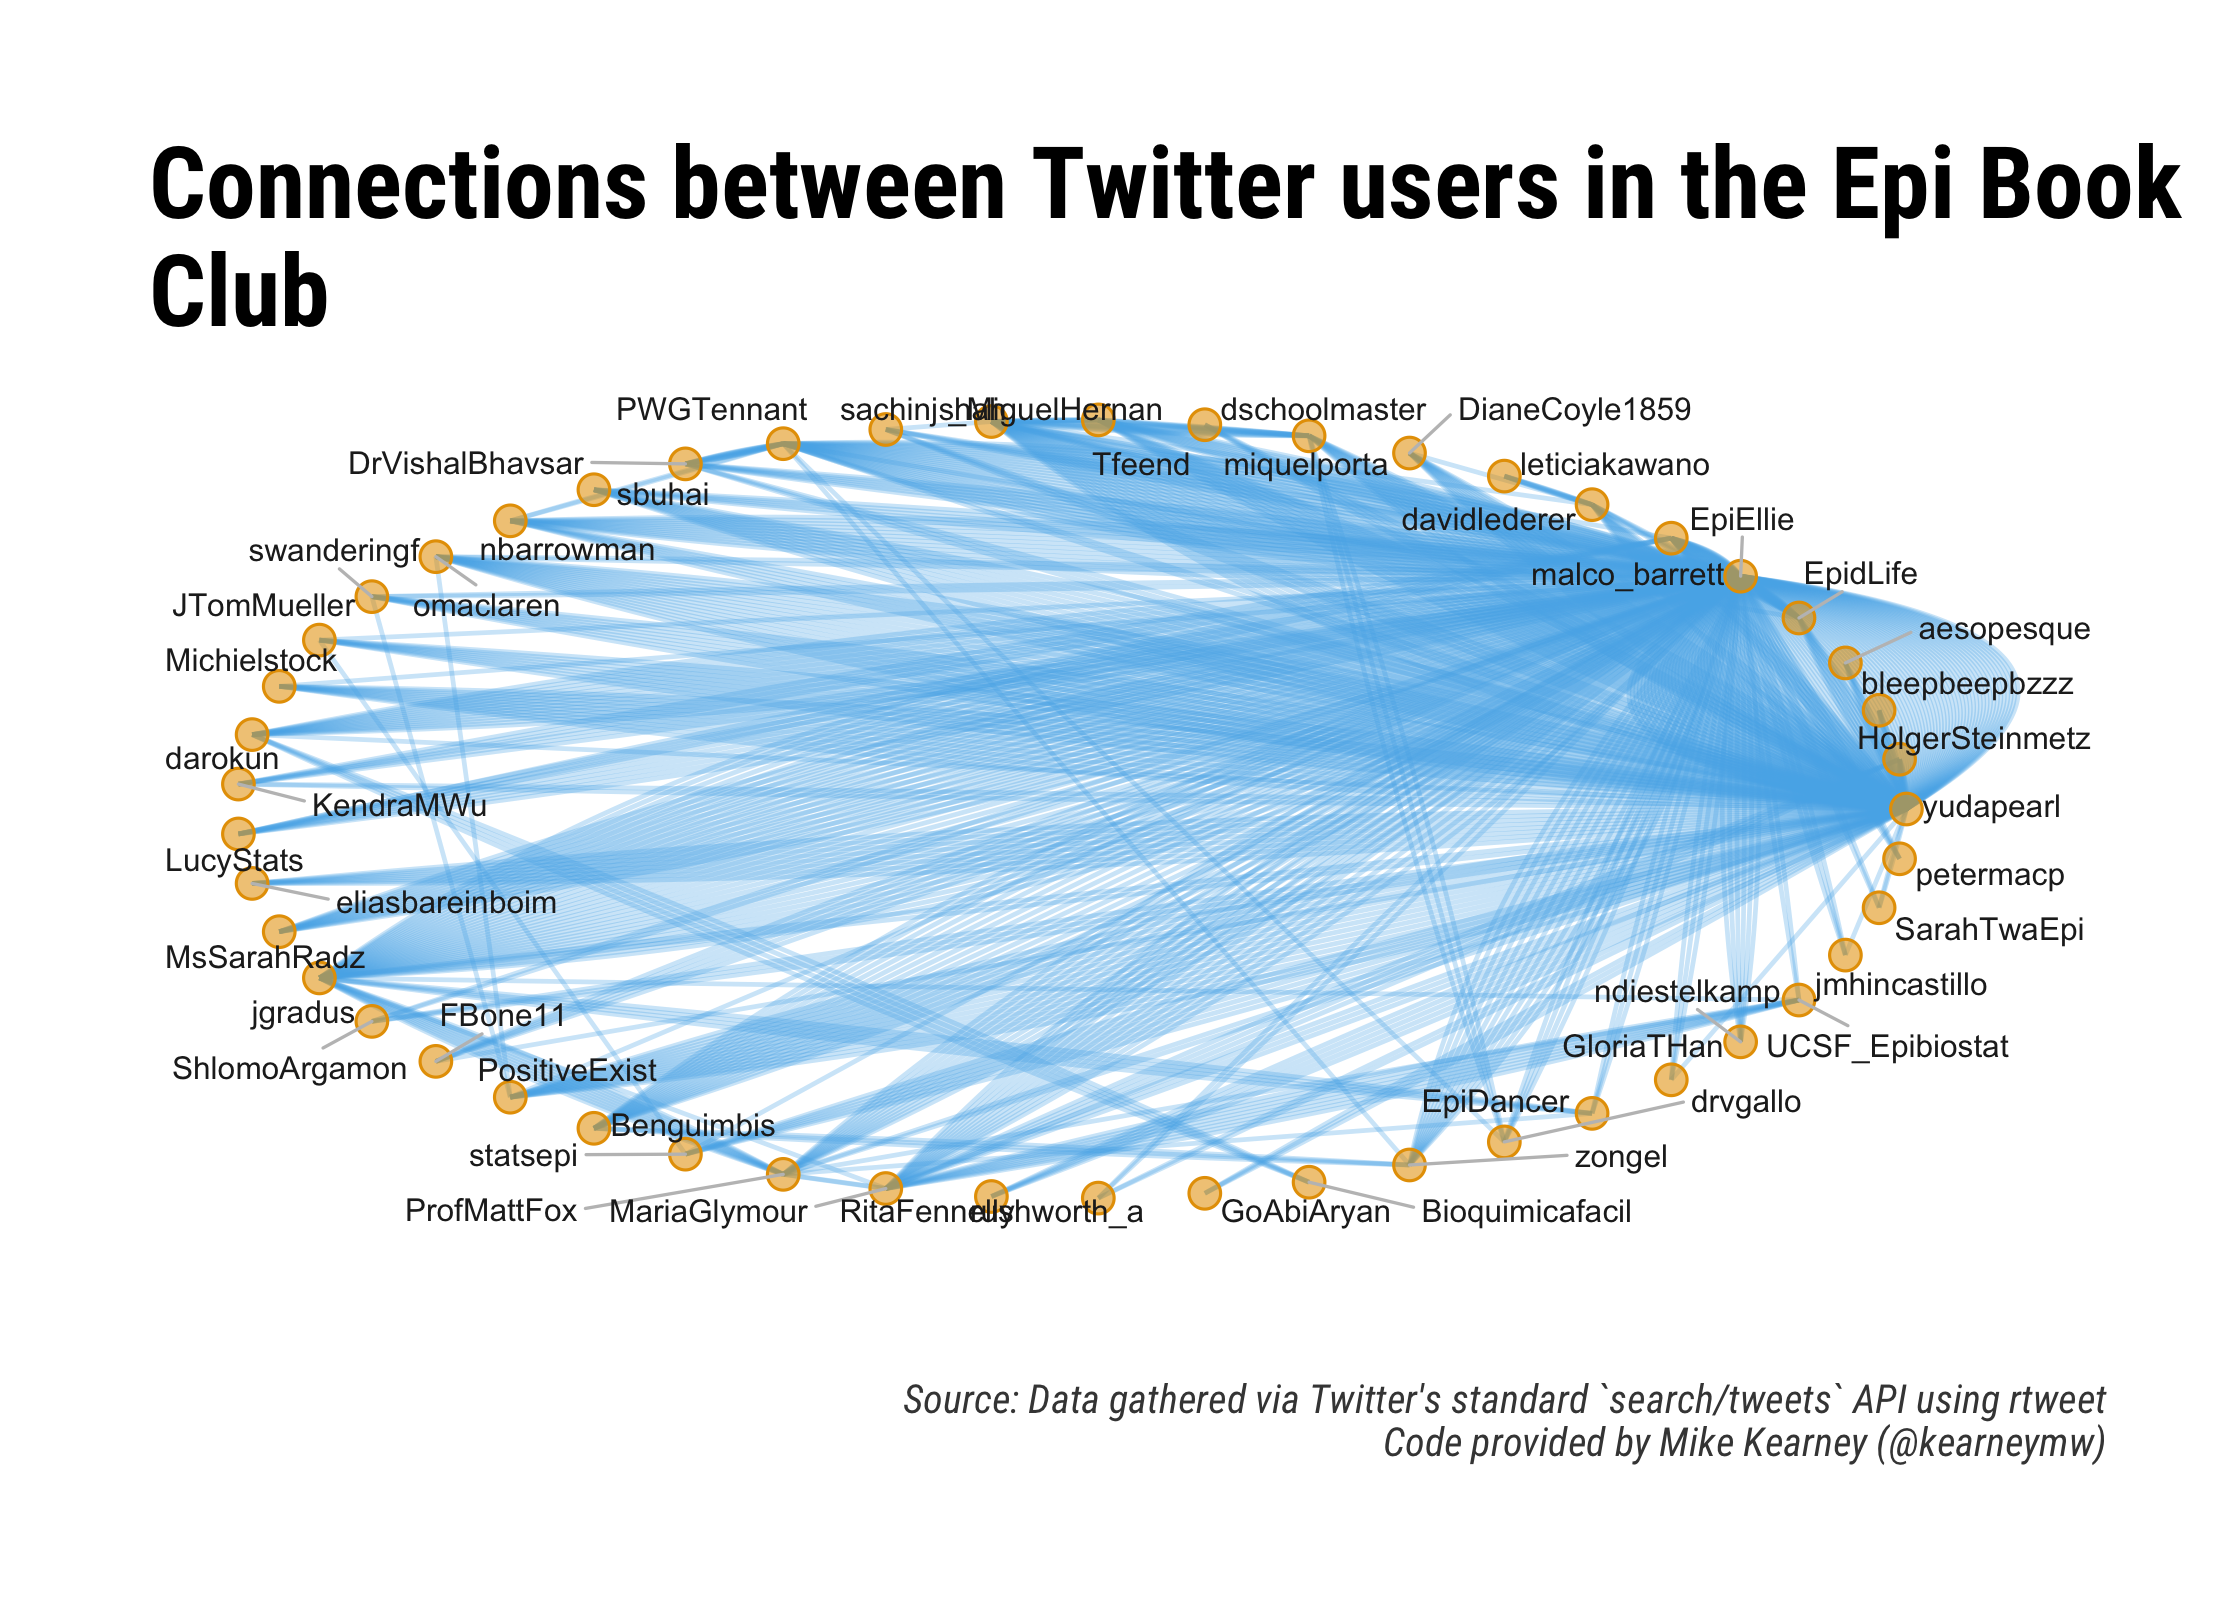 Connections between Twitter users in the Epi Book
Club
PWGTennant
sachinjs_hah
MiguelHernan
dschoolmaster
DianeCoyle1859
DrVishalBhavsar
sbuhai
Tfeend
miquelporta
leticiakawano
swanderingf
nbarrowman
davidlederer
EpiEllie
JTomMueller
omaclaren
malco_barrett
EpidLife
Michielstock
aesopesque
bleepbeepbzzz
darokun
HolgerSteinmetz
KendraMWu
yudapearl
LucyStats
eliasbareinboim
petermacp
MsSarahRadz
SarahTwaEpi
jgradus
FBone11
ndiestelkamp
jmhincastillo
ShlomoArgamon
PositiveExist
GloriaTHan
UCSF_Epibiostat
Benguimbis
EpiDancer
drvgallo
statsepi
zongel
ProfMattFox
MariaGlymour
RitaFennelly
rushworth_a
GoAbiAryan
Bioquimicafacil
Source: Data gathered via Twitter's standard `search/tweets` API using rtweet
Code provided by Mike Kearney (@kearneymw)